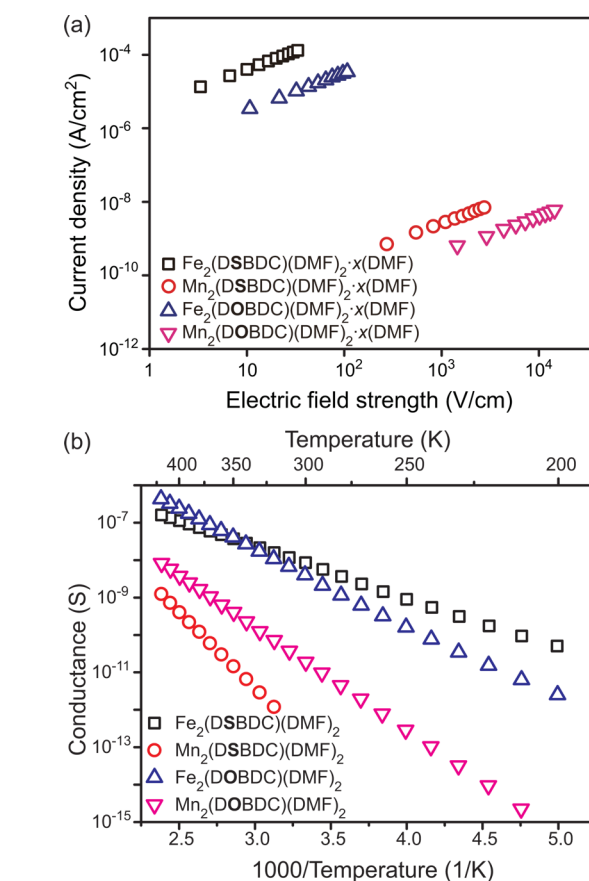 (a)
10⁻⁴
10⁻⁶
10⁻⁸
10⁻¹⁰
10⁻¹²
Current density (A/cm²)
Fe₂(DSBDC)(DMF)₂·x(DMF)
Mn₂(DSBDC)(DMF)₂·x(DMF)
Fe₂(DOBDC)(DMF)₂·x(DMF)
Mn₂(DOBDC)(DMF)₂·x(DMF)
1 10 10² 10³ 10⁴
Electric field strength (V/cm)
(b)
Temperature (K)
400 350 300 250 200
10⁻⁷
10⁻⁹
10⁻¹¹
10⁻¹³
10⁻¹⁵
Conductance (S)
Fe₂(DSBDC)(DMF)₂
Mn₂(DSBDC)(DMF)₂
Fe₂(DOBDC)(DMF)₂
Mn₂(DOBDC)(DMF)₂
2.5 3.0 3.5 4.0 4.5 5.0
1000/Temperature (1/K)